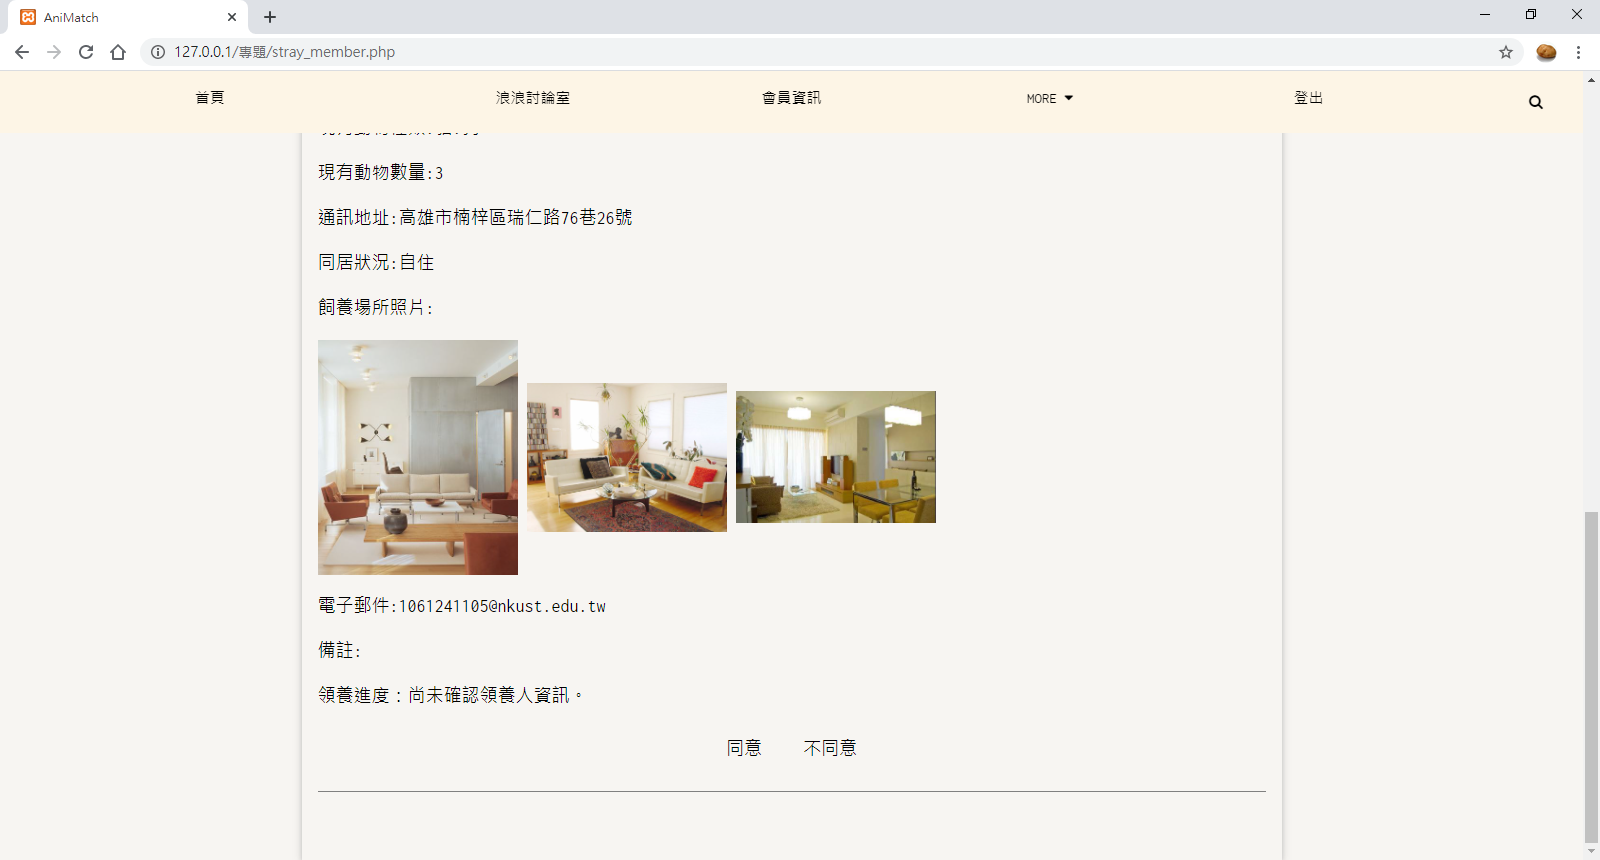 AniMatch
127.0.0.1/專題/stray_member.php
首頁 浪浪討論室 會員資訊 MORE 登出
現有動物數量:3
通訊地址:高雄市楠梓區瑞仁路76巷26號
同居狀況:自住
飼養場所照片:
電子郵件:1061241105@nkust.edu.tw
備註:
領養進度：尚未確認領養人資訊。
同意 不同意